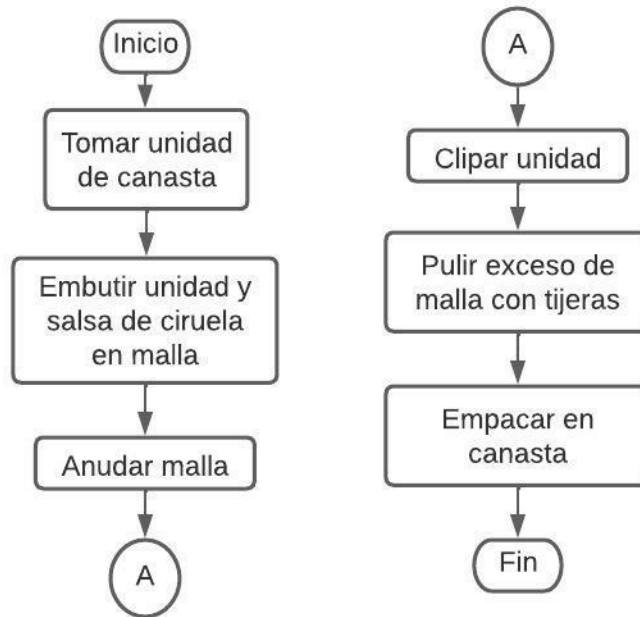 Inicio
Tomar unidad
de canasta
Embutir unidad y
salsa de ciruela
en malla
Anudar malla
A
A
Clipar unidad
Pulir exceso de
malla con tijeras
Empacar en
canasta
Fin